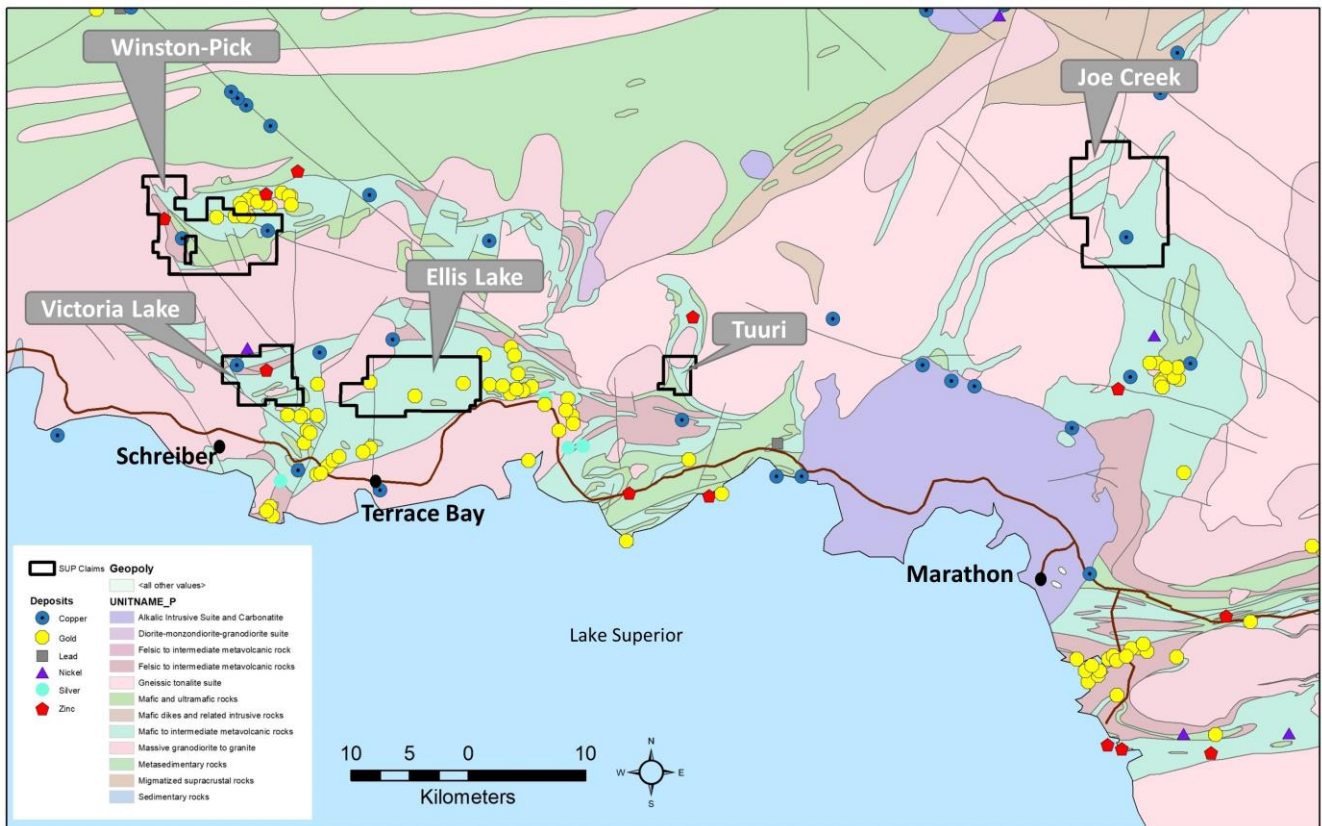 Winston-Pick
Joe Creek
Ellis Lake
Victoria Lake
Tuuri
Schreiber
Terrace Bay
Marathon
Lake Superior
SUP Claims
Deposits
Copper
Gold
Lead
Nickel
Silver
Zinc
Geopoly
<all other values>
UNITNAME_P
Alkalic Intrusive Suite and Carbonatite
Diorite-monzondiorite-granodiorite suite
Felsic to intermediate metavolcanic rock
Felsic to intermediate metavolcanic rocks
Gneissic tonalite suite
Mafic and ultramafic rocks
Mafic dikes and related intrusive rocks
Mafic to intermediate metavolcanic rocks
Massive granodiorite to granite
Metasedimentary rocks
Migmatized supracrustal rocks
Sedimentary rocks
10 5 0 10
Kilometers
N
W E
S